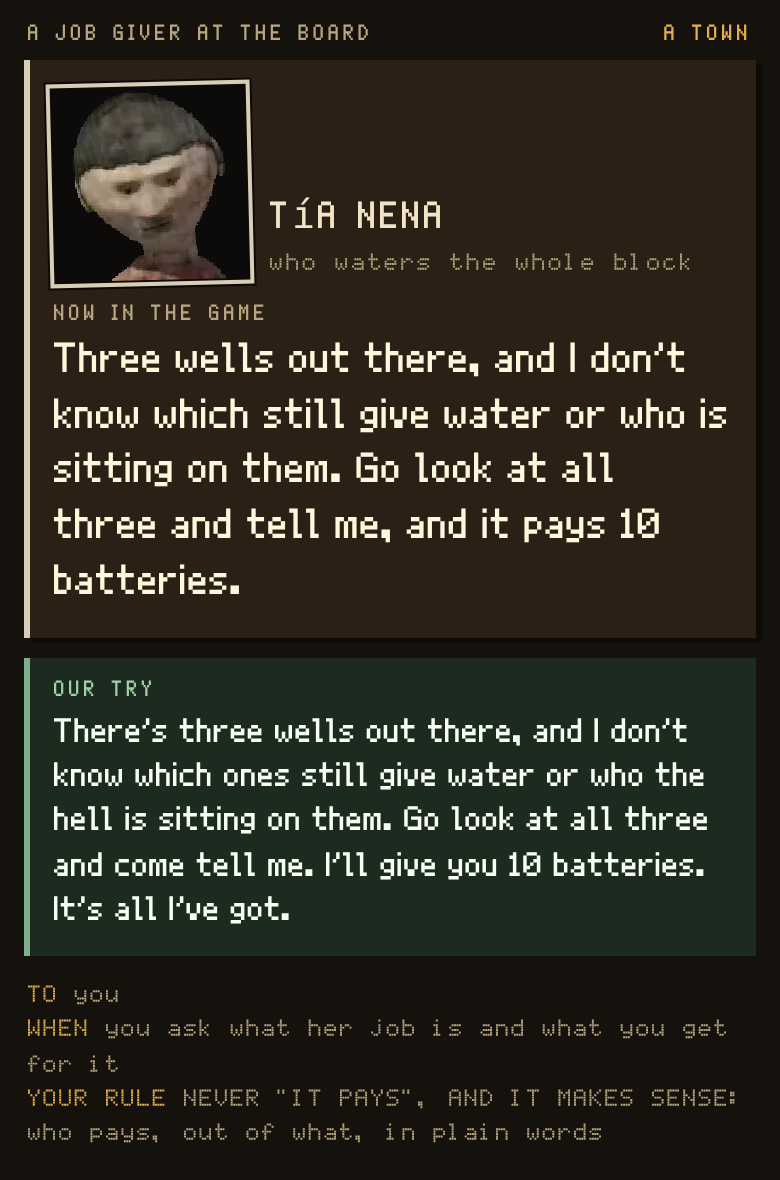 A JOB GIVER AT THE BOARD
A TOWN
TíA NENA
who waters the whole block
NOW IN THE GAME
Three wells out there, and I don't
know which still give water or who is
sitting on them. Go look at all
three and tell me, and it pays 10
batteries.
OUR TRY
There's three wells out there, and I don't
know which ones still give water or who the
hell is sitting on them. Go look at all three
and come tell me. I'll give you 10 batteries.
It's all I've got.
TO you
WHEN you ask what her job is and what you get
for it
YOUR RULE NEVER "IT PAYS", AND IT MAKES SENSE:
who pays, out of what, in plain words